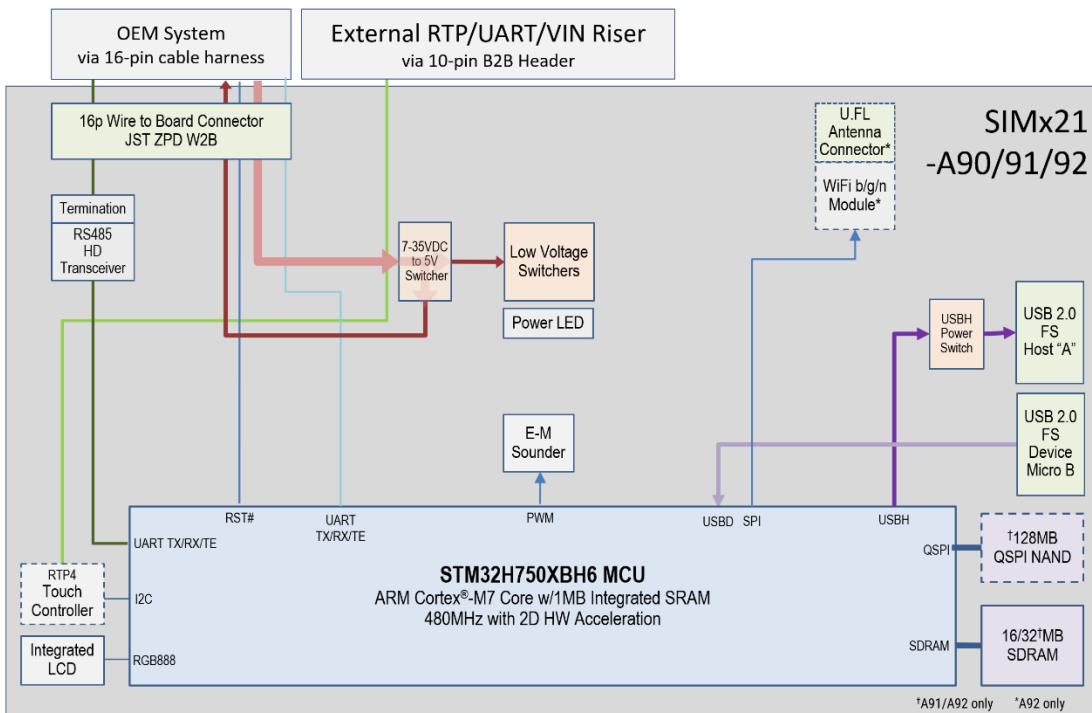 OEM System
via 16-pin cable harness
External RTP/UART/VIN Riser
via 10-pin B2B Header
SIMx21
-A90/91/92
16p Wire to Board Connector
JST ZPD W2B
U.FL
Antenna
Connector*
WiFi b/g/n
Module*
Termination
RS485
HD
Transceiver
7-35VDC
to 5V
Switcher
Low Voltage
Switchers
Power LED
USBH
Power
Switch
USB 2.0
FS
Host "A"
USB 2.0
FS
Device
Micro B
E-M
Sounder
RST#
UART
TX/RX/TE
PWM
USBD
SPI
USBH
UART TX/RX/TE
QSPI
†128MB
QSPI NAND
STM32H750XBH6 MCU
ARM Cortex®-M7 Core w/1MB Integrated SRAM
480MHz with 2D HW Acceleration
RTP4
Touch
Controller
I2C
Integrated
LCD
RGB888
SDRAM
16/32†MB
SDRAM
†A91/A92 only
*A92 only